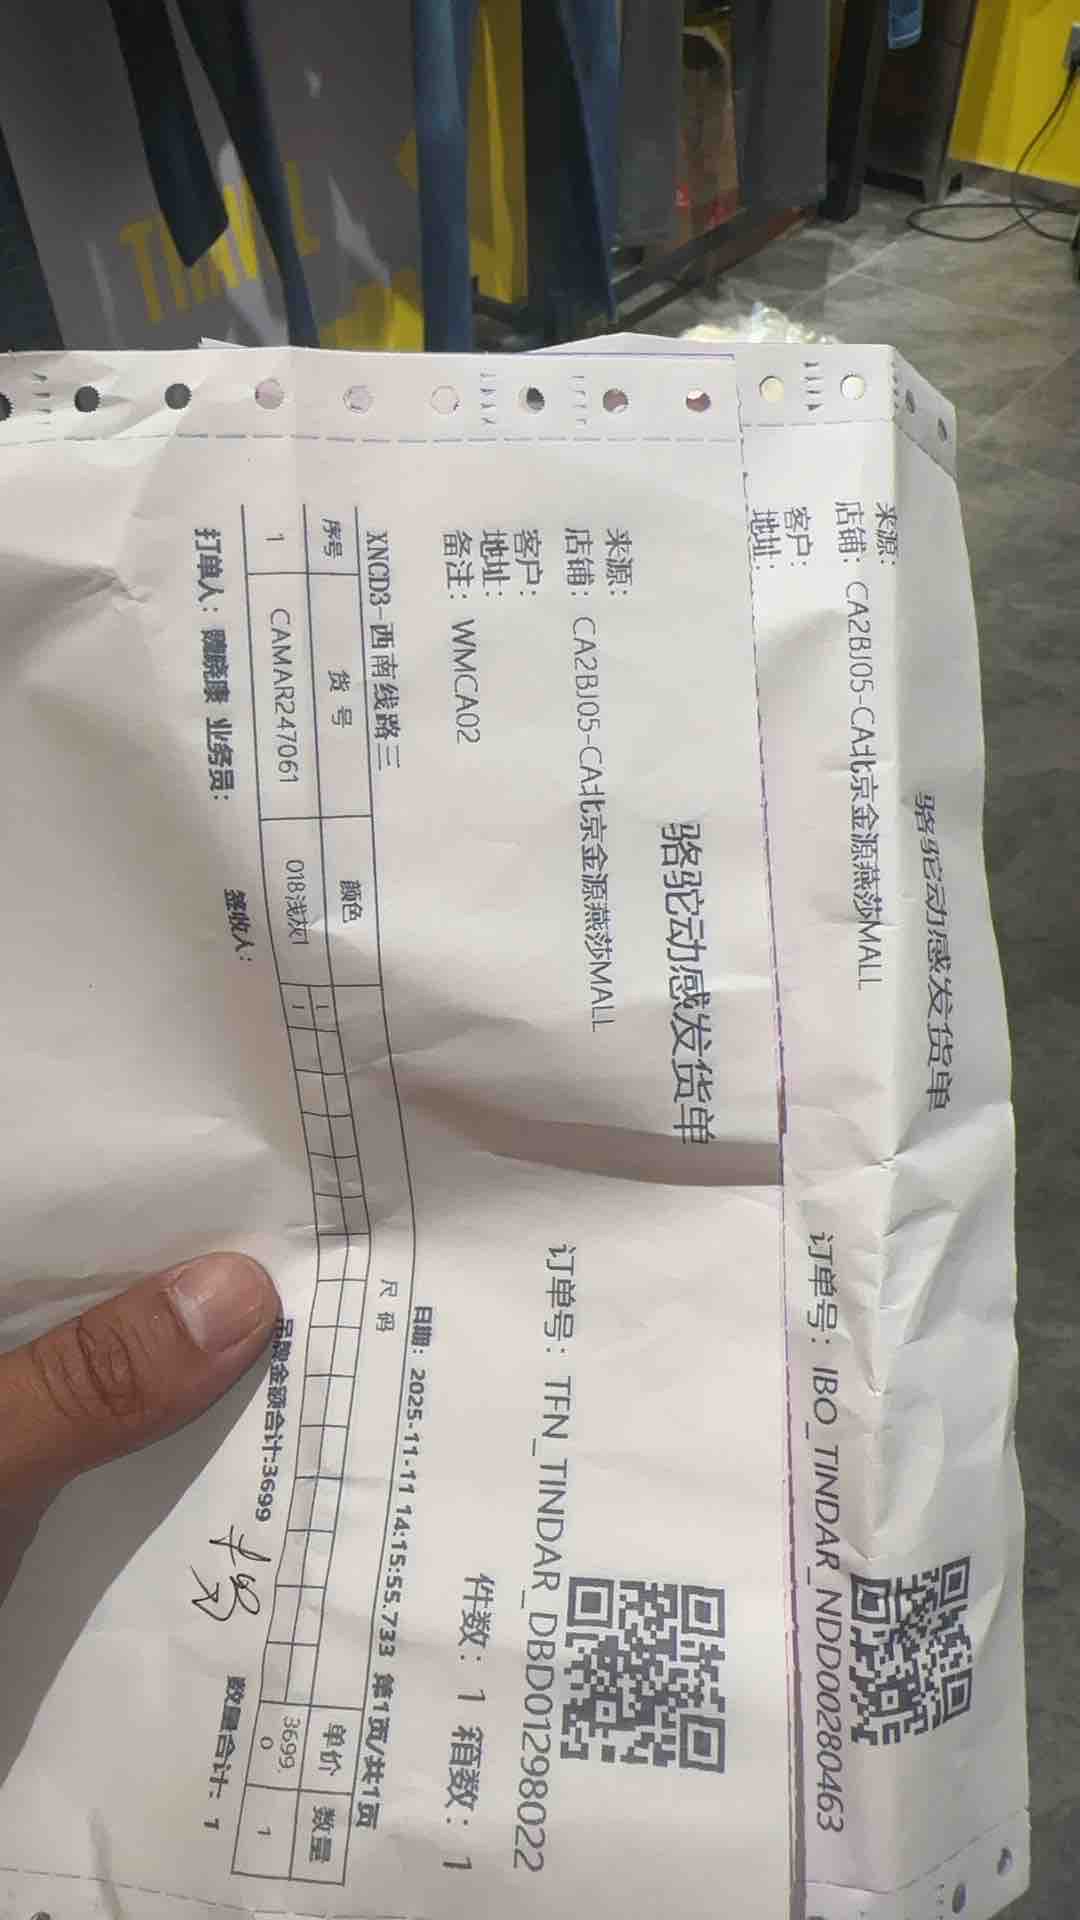 骆驼动感发货单
来源:
店铺: CA2BJ05-CA北京金源燕莎MALL
订单号: IBO_TINDAR_NDD00280463
客户:
地址:
骆驼动感发货单
来源:
店铺: CA2BJ05-CA北京金源燕莎MALL
订单号: TFN_TINDAR_DBD01298022
客户:
地址:
备注: WMCA02
件数: 1 箱数: 1
XNCD3-西南线路三
日期: 2025-11-11 14:15:55.733 第1页/共1页
序号 货号 颜色 尺码 单价 数量
1
1 CAMAR247061 018浅灰1 1 3699.0 1
打单人: 魏晓康 业务员: 签收人: 吊牌金额合计:3699 数量合计: 1
TRAVEL